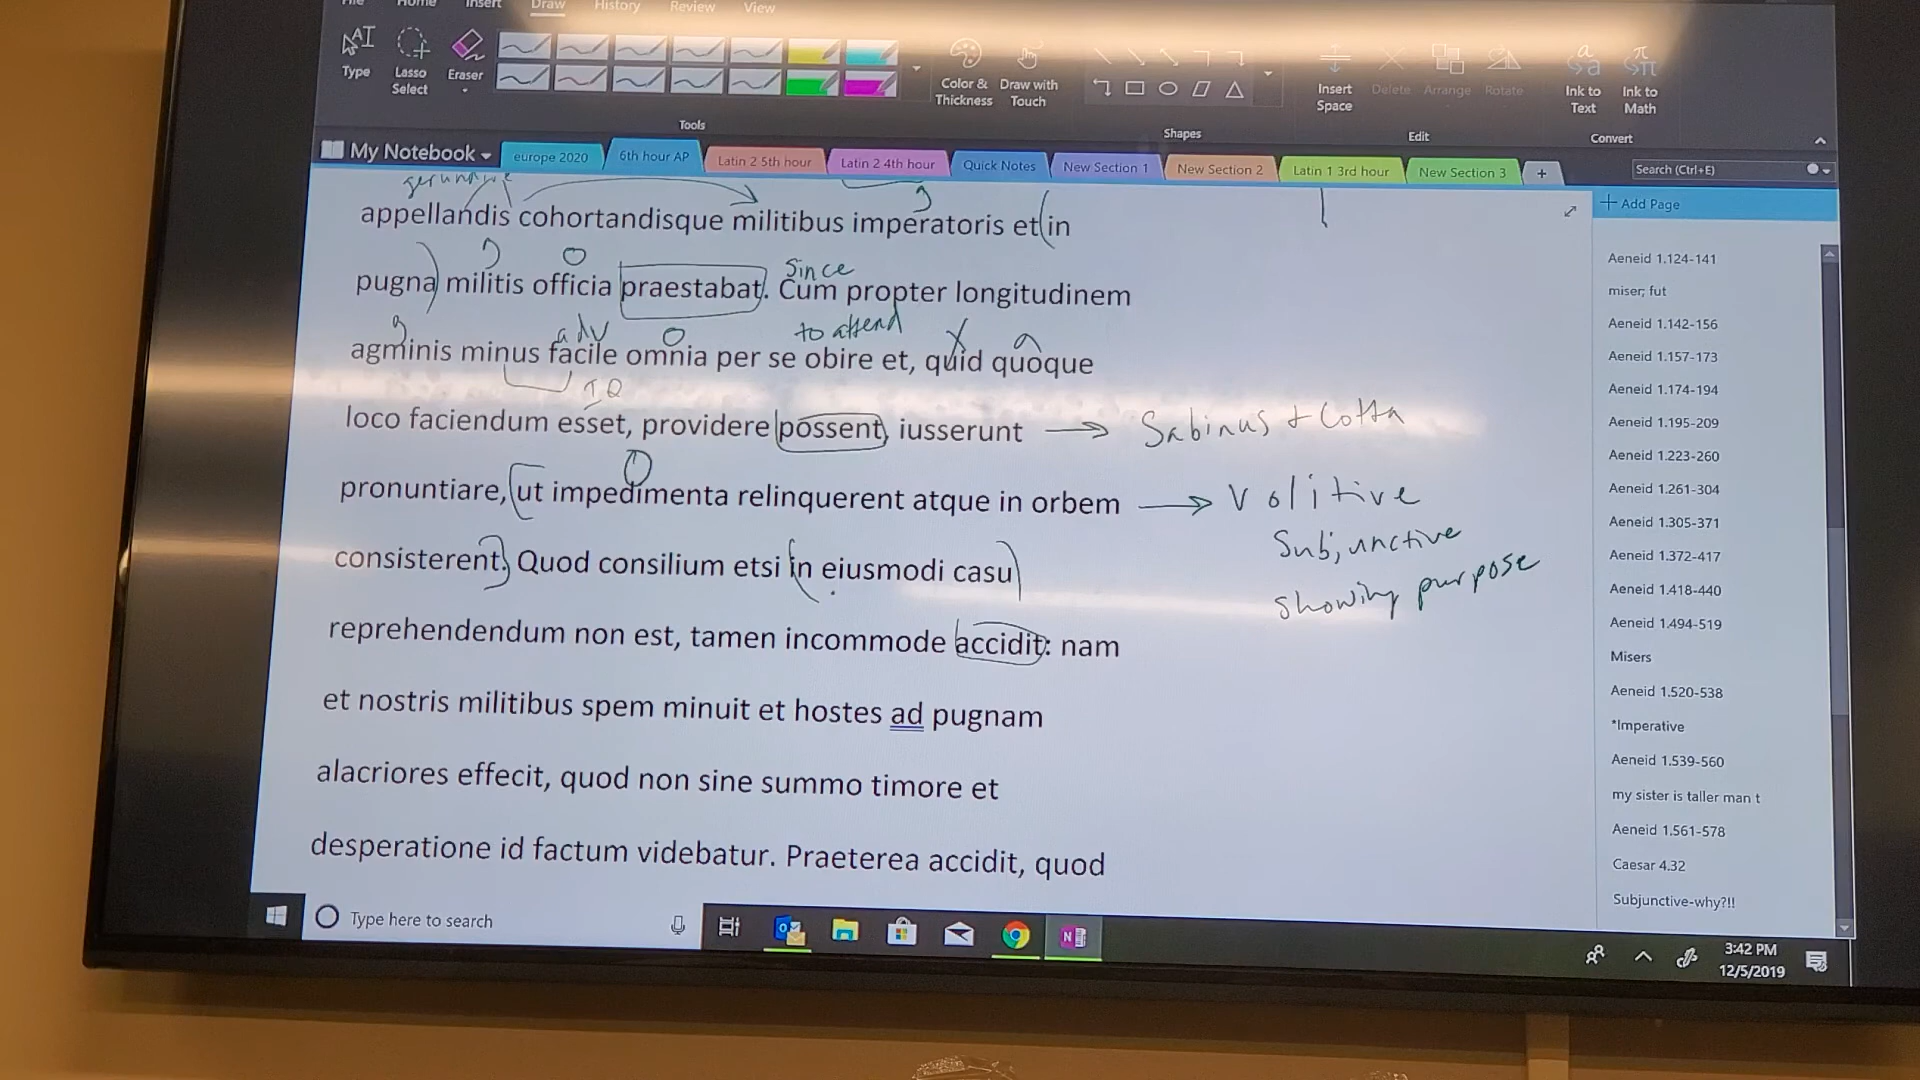 File Home Insert Draw History Review View
Type
Lasso Select
Eraser
Color & Thickness
Draw with Touch
Insert Space
Delete
Arrange
Rotate
Ink to Text
Ink to Math
Tools
Shapes
Edit
Convert
My Notebook
europe 2020
6th hour AP
Latin 2 5th hour
Latin 2 4th hour
Quick Notes
New Section 1
New Section 2
Latin 1 3rd hour
New Section 3
Search (Ctrl+E)
gerundive
appellandis cohortandisque militibus imperatoris et in
since
pugna militis officia praestabat. Cum propter longitudinem
g adv O to attend X
agminis minus facile omnia per se obire et, quid quoque
IQ
loco faciendum esset, providere possent, iusserunt → Sabinus + Cotta
pronuntiare, ut impedimenta relinquerent atque in orbem → Volitive
Subjunctive
consisterent. Quod consilium etsi in eiusmodi casu
showing purpose
reprehendendum non est, tamen incommode accidit: nam
et nostris militibus spem minuit et hostes ad pugnam
alacriores effecit, quod non sine summo timore et
desperatione id factum videbatur. Praeterea accidit, quod
+ Add Page
Aeneid 1.124-141
miser; fut
Aeneid 1.142-156
Aeneid 1.157-173
Aeneid 1.174-194
Aeneid 1.195-209
Aeneid 1.223-260
Aeneid 1.261-304
Aeneid 1.305-371
Aeneid 1.372-417
Aeneid 1.418-440
Aeneid 1.494-519
Misers
Aeneid 1.520-538
*Imperative
Aeneid 1.539-560
my sister is taller man t
Aeneid 1.561-578
Caesar 4.32
Subjunctive-why?!!
Type here to search
3:42 PM
12/5/2019